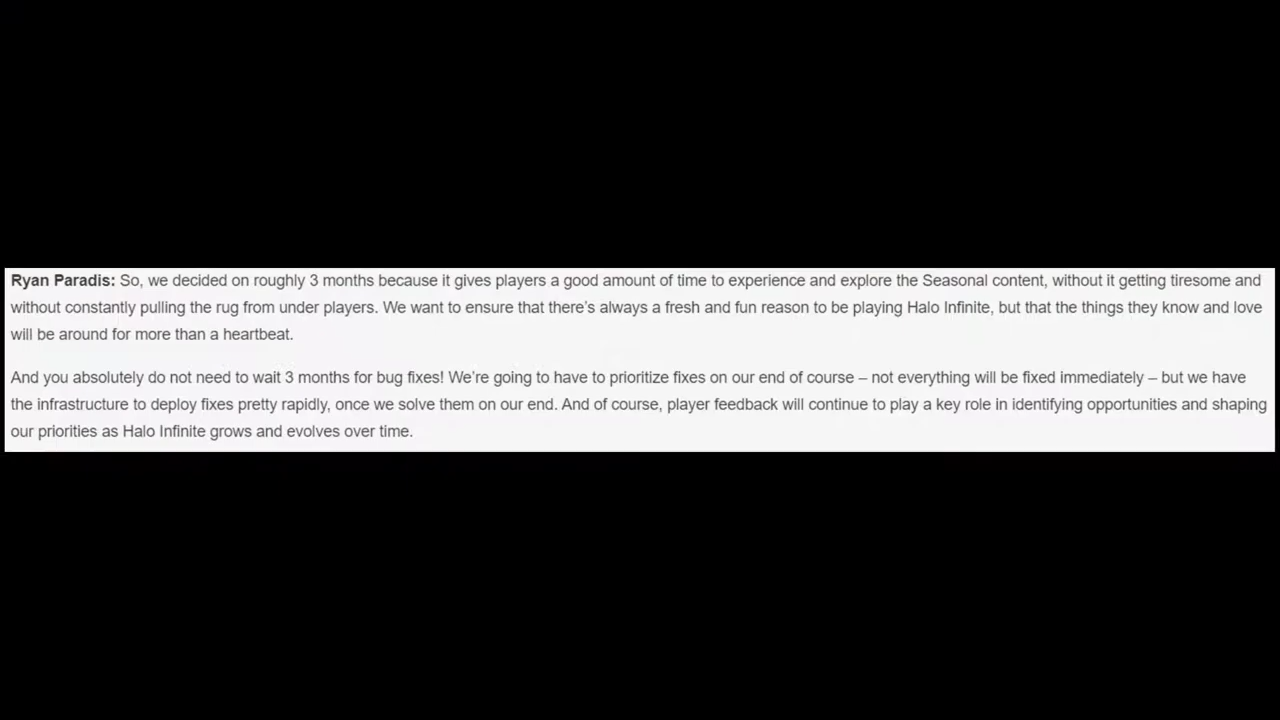 Ryan Paradis: So, we decided on roughly 3 months because it gives players a good amount of time to experience and explore the Seasonal content, without it getting tiresome and
without constantly pulling the rug from under players. We want to ensure that there's always a fresh and fun reason to be playing Halo Infinite, but that the things they know and love
will be around for more than a heartbeat.
And you absolutely do not need to wait 3 months for bug fixes! We're going to have to prioritize fixes on our end of course – not everything will be fixed immediately – but we have
the infrastructure to deploy fixes pretty rapidly, once we solve them on our end. And of course, player feedback will continue to play a key role in identifying opportunities and shaping
our priorities as Halo Infinite grows and evolves over time.